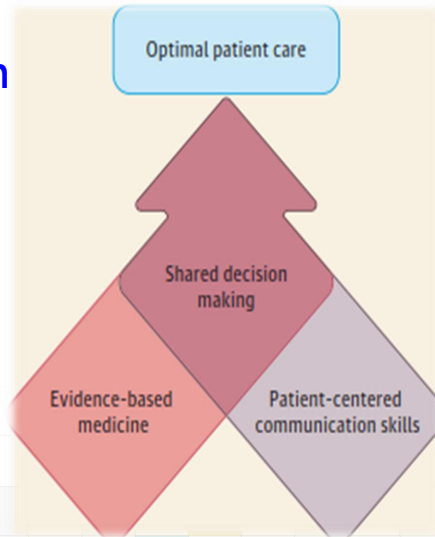 n
Optimal patient care
Shared decision
making
Evidence-based
medicine
Patient-centered
communication skills